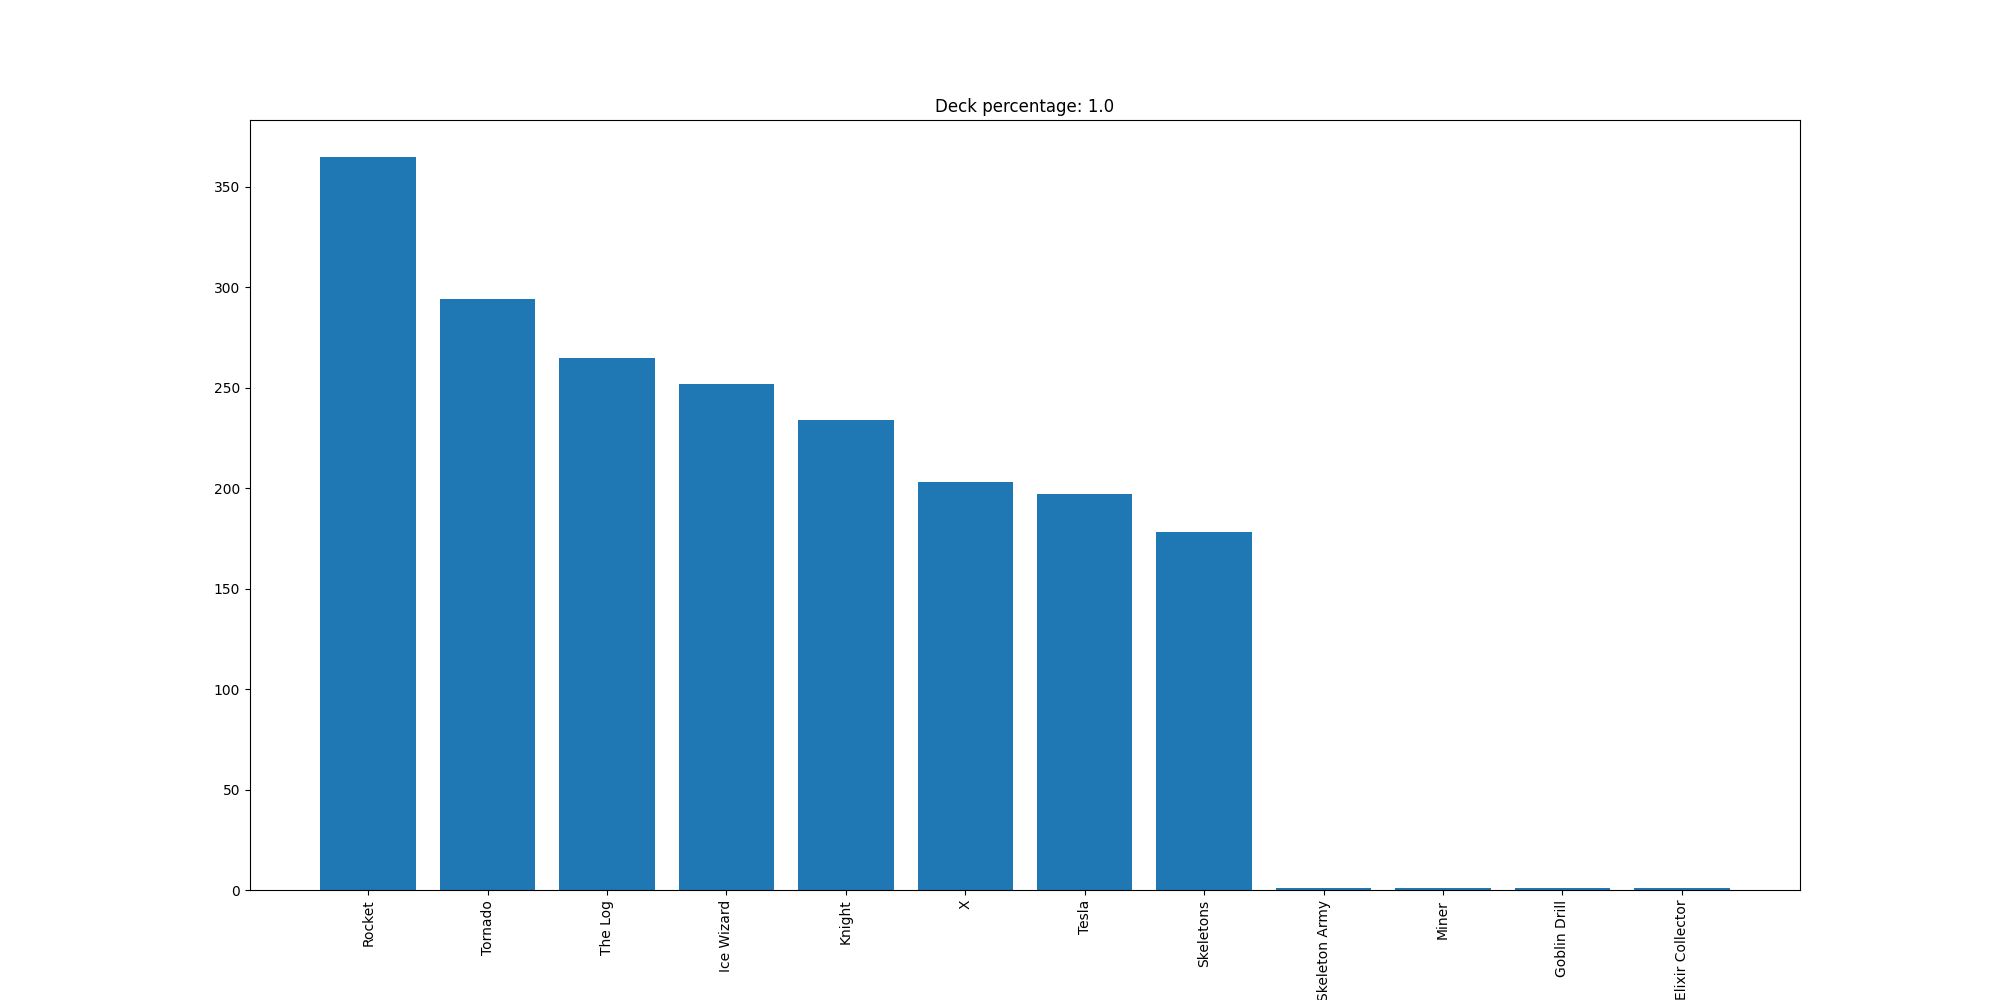 Deck percentage: 1.0
350
300
250
200
150
100
50
0
Rocket
Tornado
The Log
Ice Wizard
Knight
X
Tesla
Skeletons
Skeleton Army
Miner
Goblin Drill
Elixir Collector